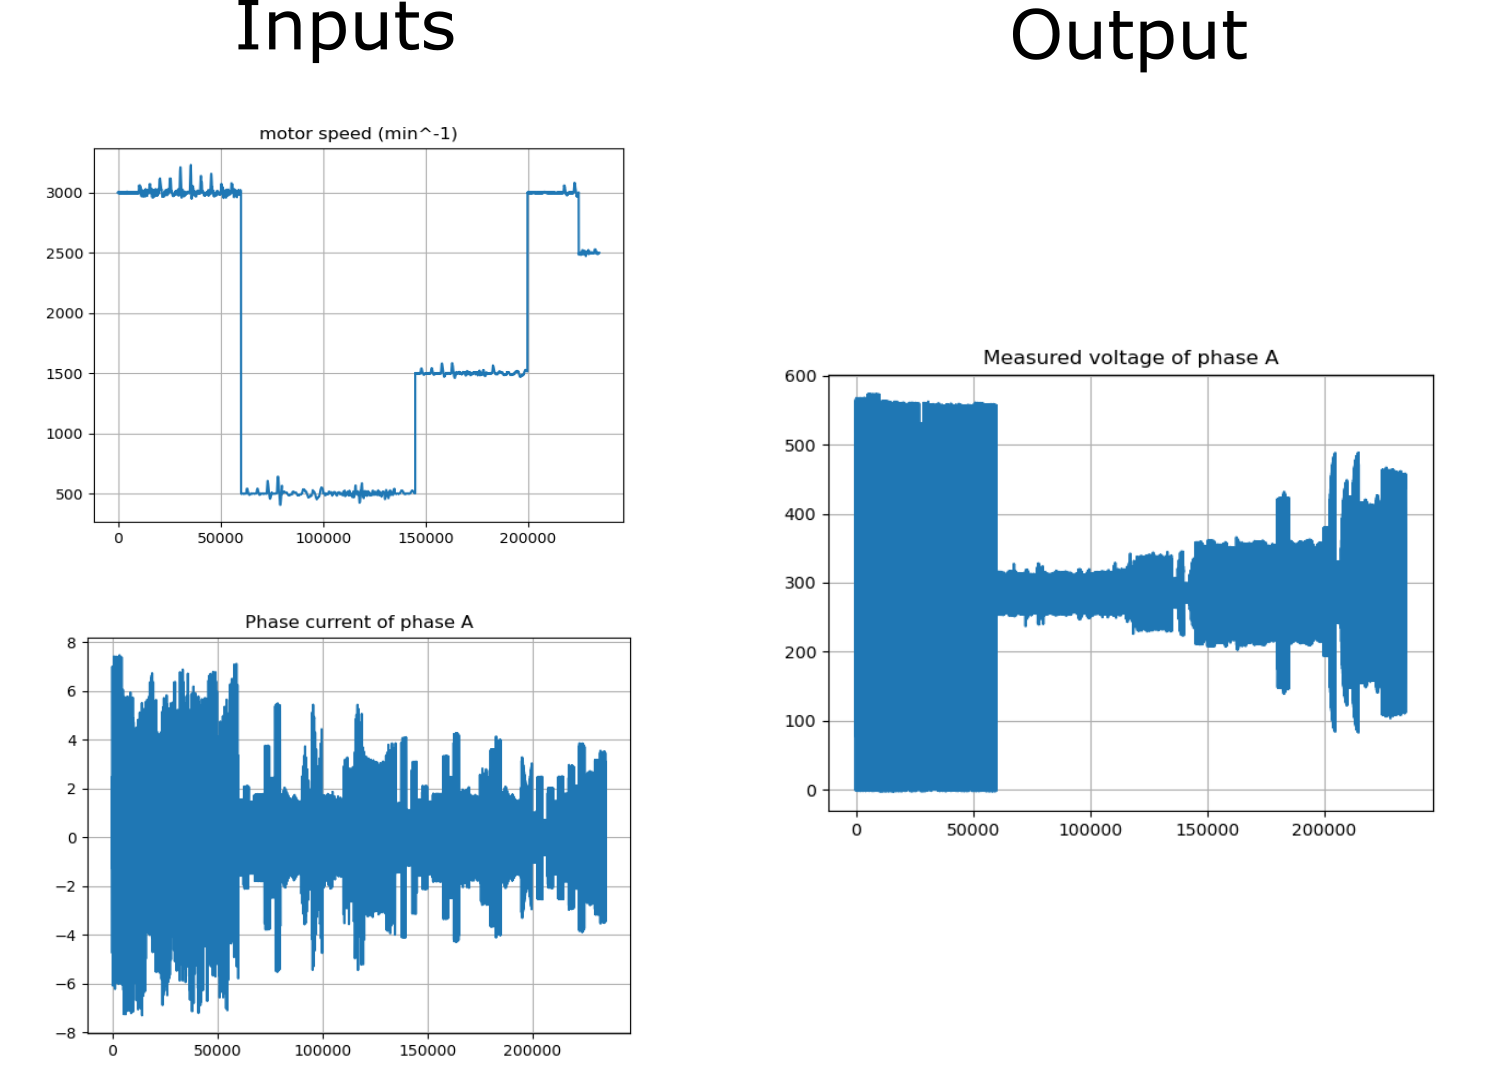 Inputs
Output
motor speed (min^-1)
3000
2500
2000
1500
1000
500
0 50000 100000 150000 200000
Phase current of phase A
8
6
4
2
0
−2
−4
−6
−8
0 50000 100000 150000 200000
Measured voltage of phase A
600
500
400
300
200
100
0
0 50000 100000 150000 200000